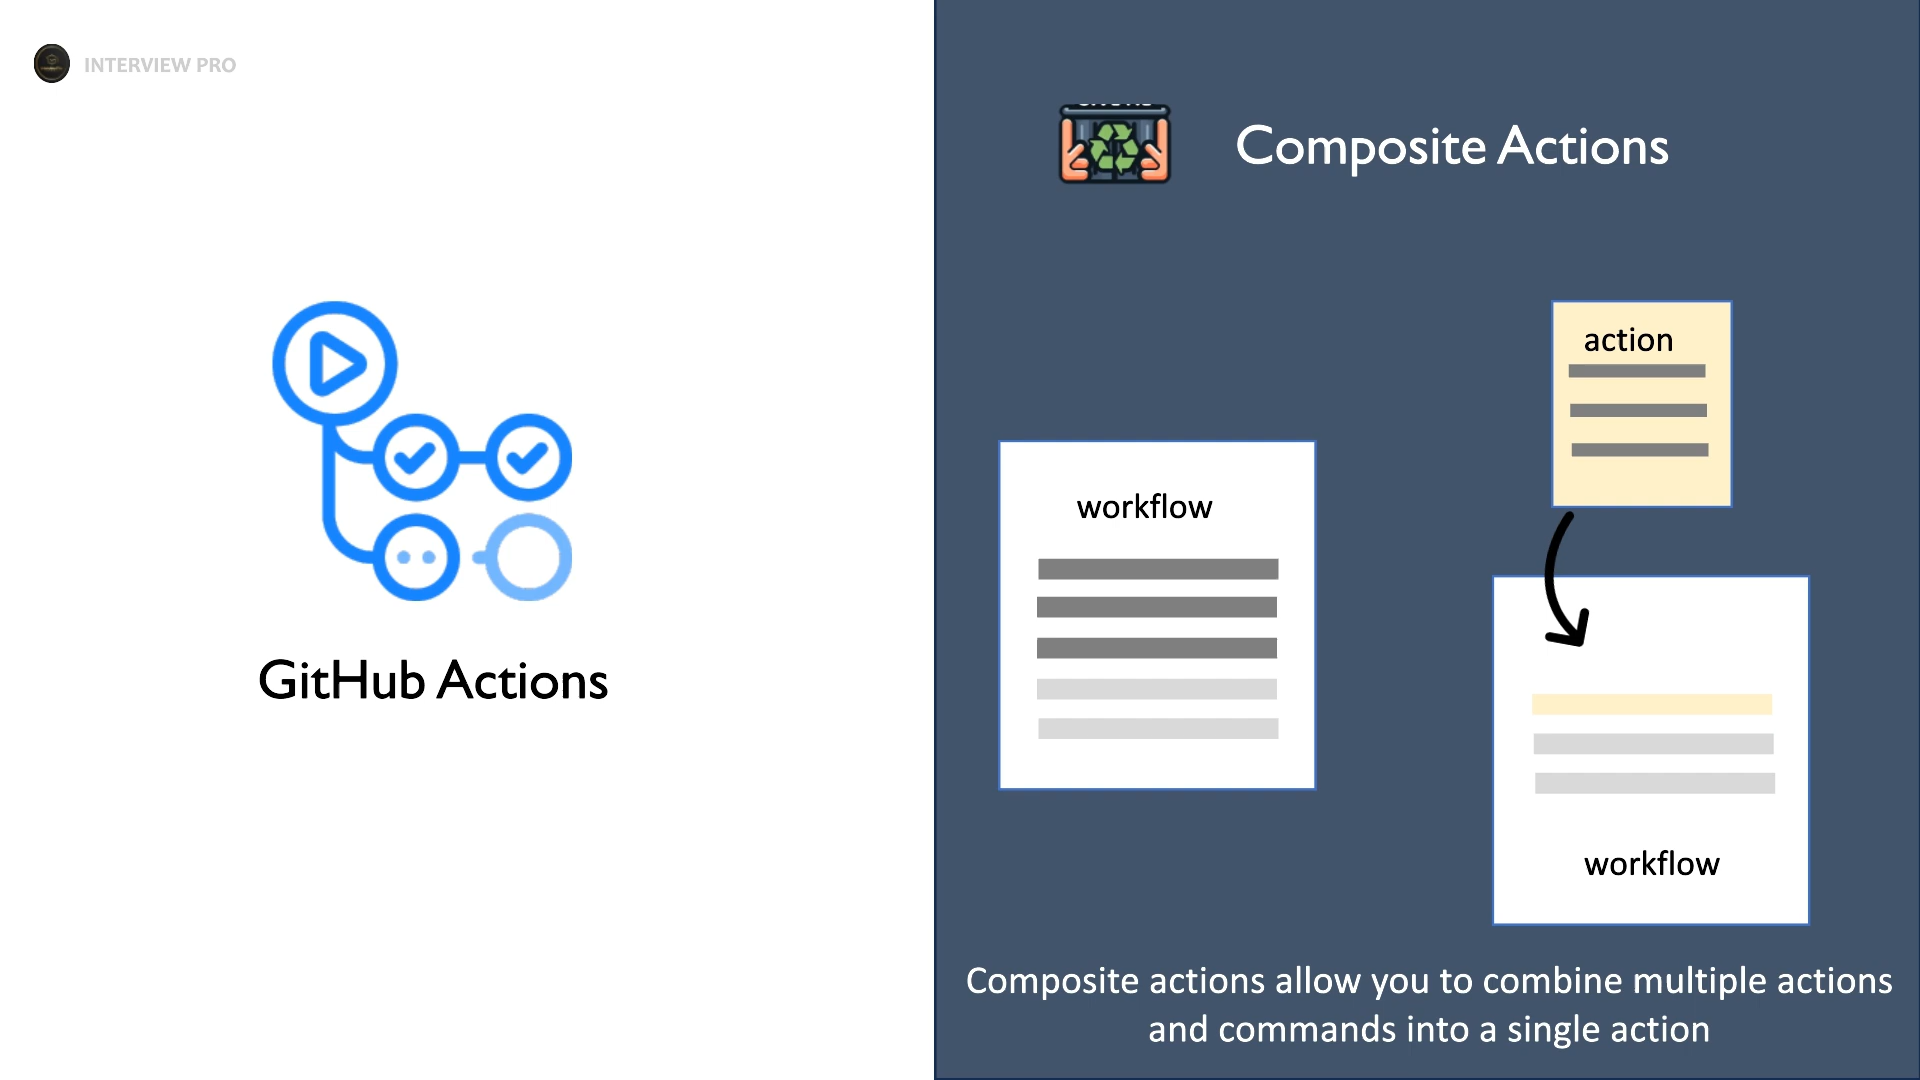 INTERVIEW PRO
GitHub Actions
Composite Actions
action
workflow
workflow
Composite actions allow you to combine multiple actions
and commands into a single action